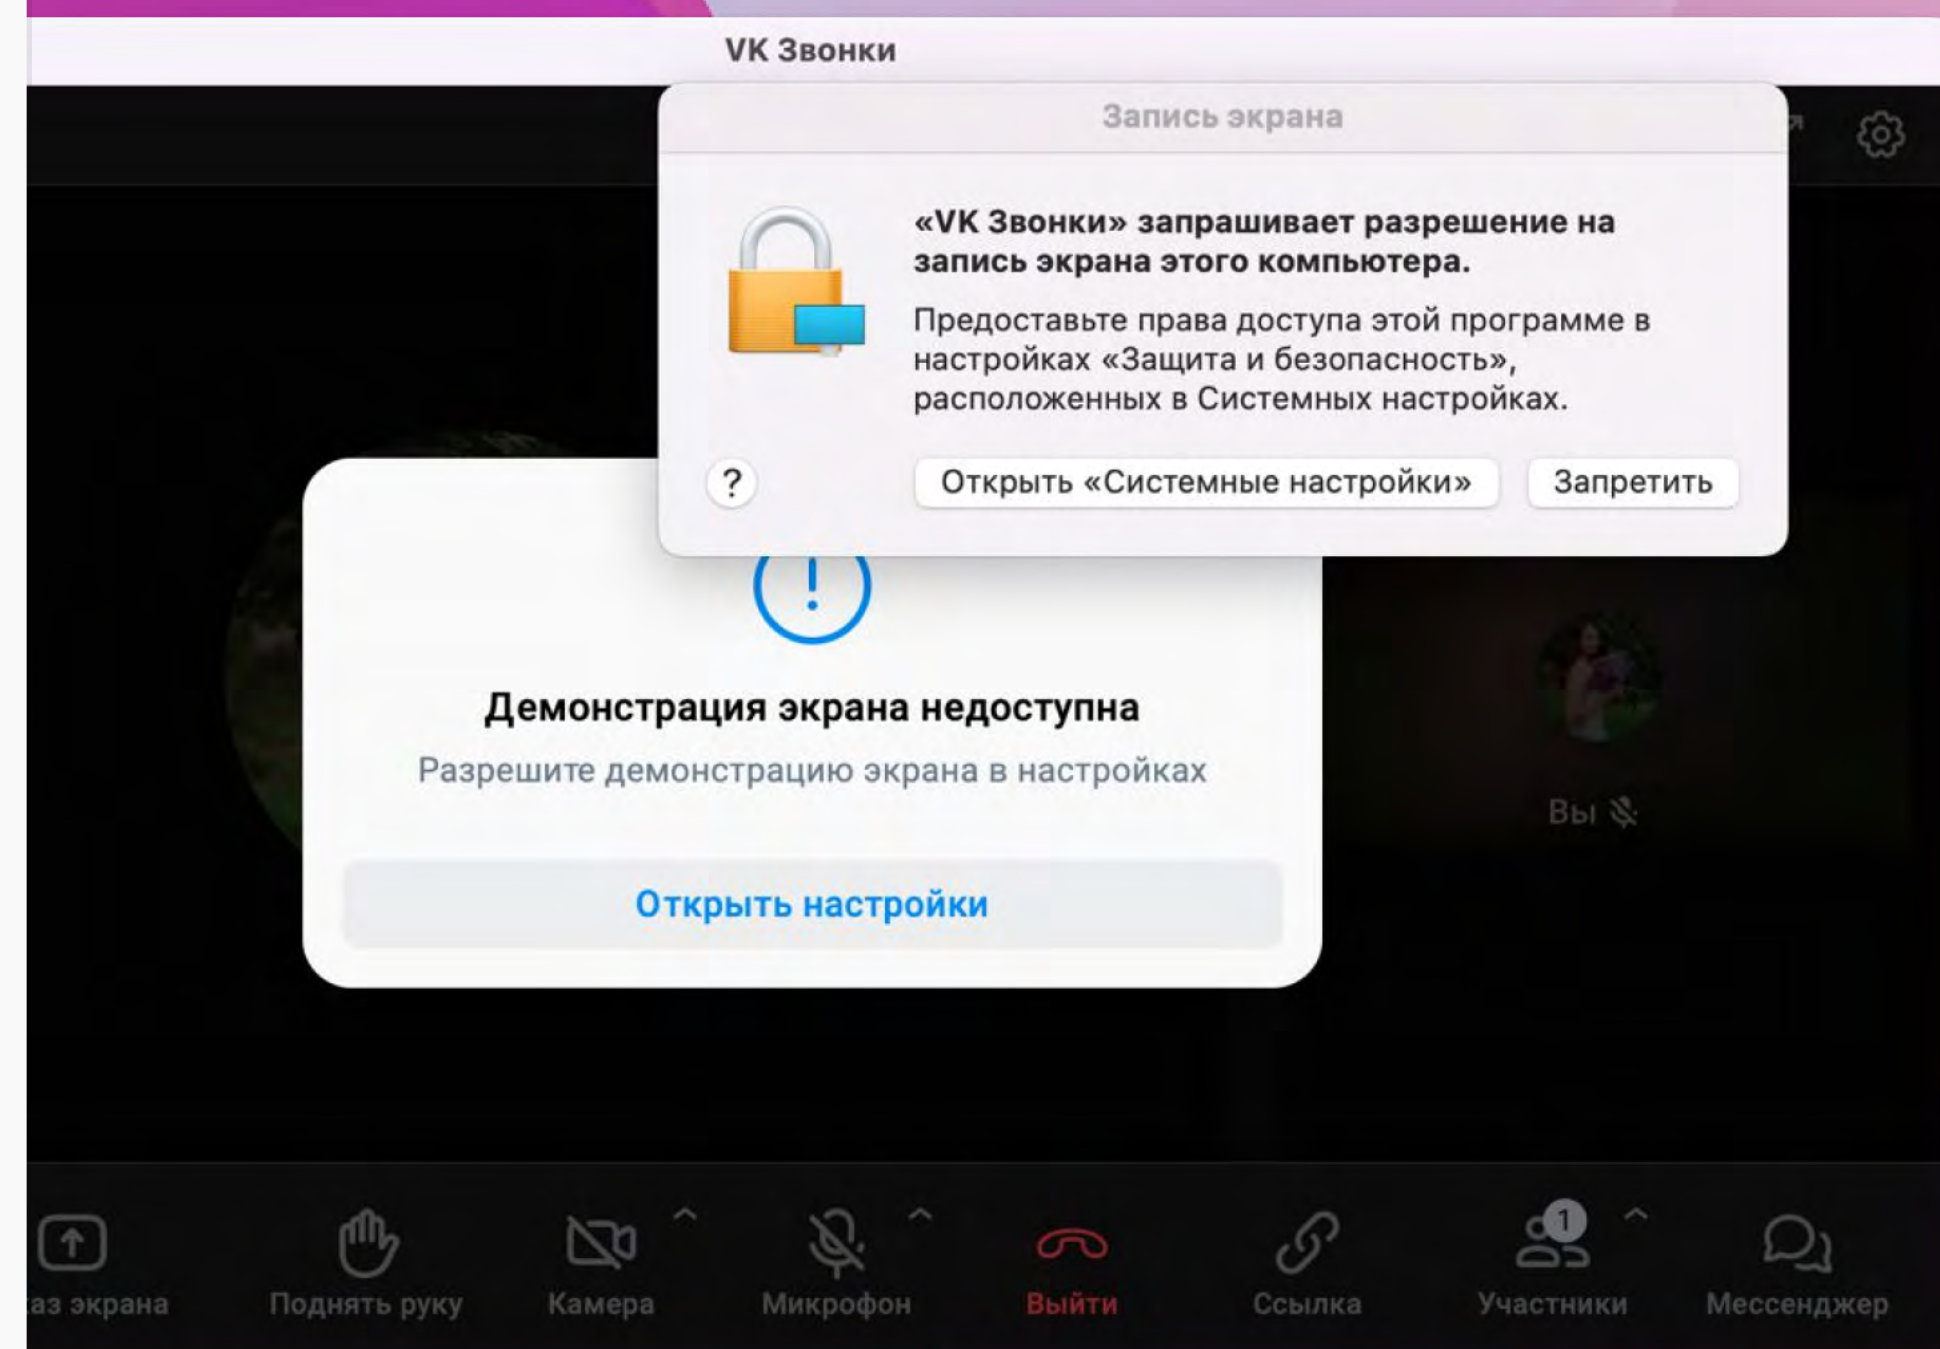 VK Звонки
Запись экрана
«VK Звонки» запрашивает разрешение на
запись экрана этого компьютера.
Предоставьте права доступа этой программе в
настройках «Защита и безопасность»,
расположенных в Системных настройках.
?
Открыть «Системные настройки»
Запретить
Демонстрация экрана недоступна
Разрешите демонстрацию экрана в настройках
Открыть настройки
Вы
1
экрана
Поднять руку
Камера
Микрофон
Выйти
Ссылка
Участники
Мессенджер